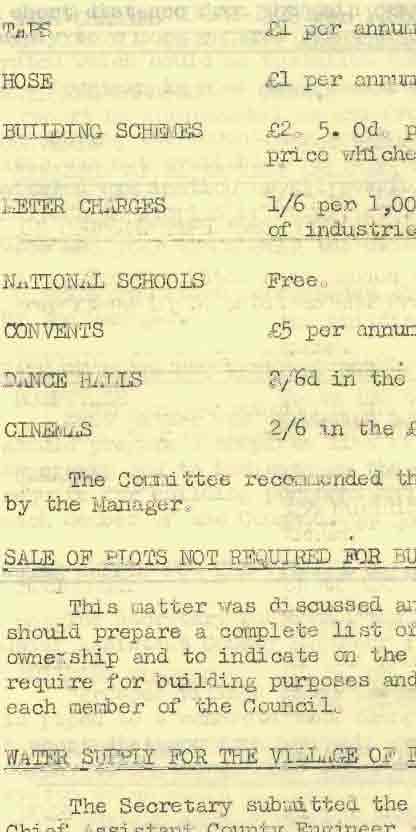 TAPS £1 per annum
HOSE £1 per annum
BUILDING SCHEMES £2. 5. 0d. p
price whiche
METER CHARGES 1/6 per 1,00
of industrie
NATIONAL SCHOOLS Free.
CONVENTS £5 per annum
DANCE HALLS 2/6d in the
CINEMAS 2/6 in the £
The Committee recommended th
by the Manager.
SALE OF PLOTS NOT REQUIRED FOR BU
This matter was discussed an
should prepare a complete list of
ownership and to indicate on the
require for building purposes and
each member of the Council.
WATER SUPPLY FOR THE VILLAGE OF
The Secretary submitted the
Chief Assistant County Engineer